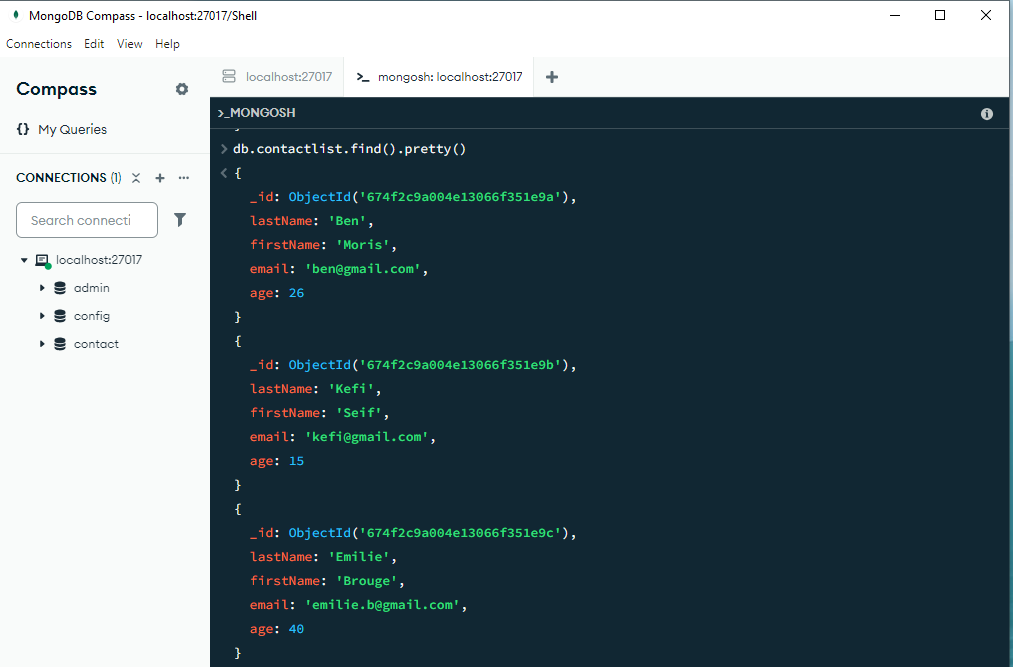 MongoDB Compass - localhost:27017/Shell
Connections Edit View Help
Compass
{} My Queries
CONNECTIONS (1)
Search connecti
localhost:27017
admin
config
contact
localhost:27017
>_ mongosh: localhost:27017
>_MONGOSH
}
> db.contactlist.find().pretty()
< {
_id: ObjectId('674f2c9a004e13066f351e9a'),
lastName: 'Ben',
firstName: 'Moris',
email: 'ben@gmail.com',
age: 26
}
{
_id: ObjectId('674f2c9a004e13066f351e9b'),
lastName: 'Kefi',
firstName: 'Seif',
email: 'kefi@gmail.com',
age: 15
}
{
_id: ObjectId('674f2c9a004e13066f351e9c'),
lastName: 'Emilie',
firstName: 'Brouge',
email: 'emilie.b@gmail.com',
age: 40
}